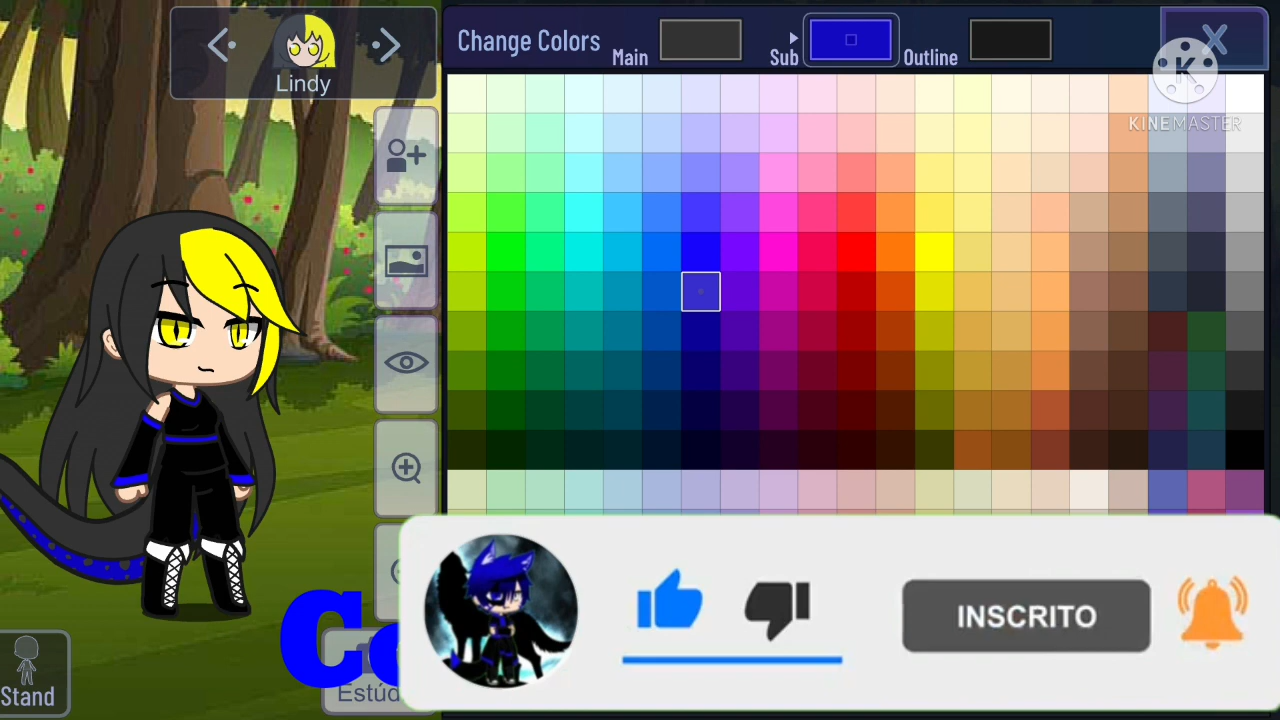 Lindy
Change Colors
Main
Sub
Outline
X
K
KINEMASTER
Stand
INSCRITO